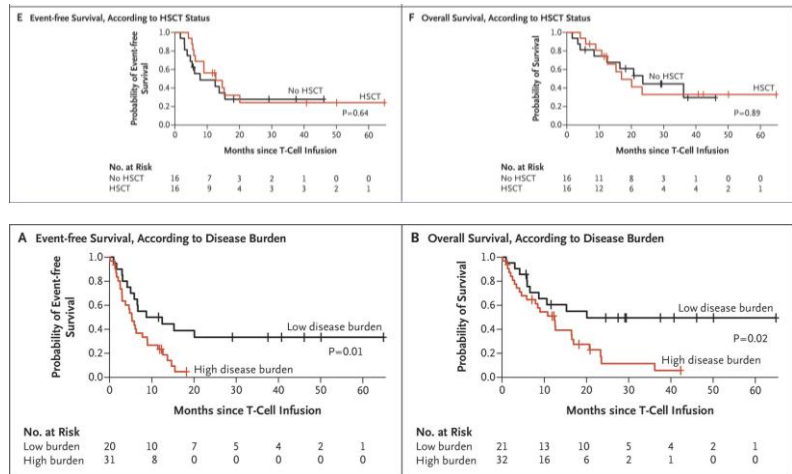 E Event-free Survival, According to HSCT Status
Probability of Event-free Survival
1.0
0.8
0.6
0.4
0.2
0.0
0 10 20 30 40 50 60
No HSCT
HSCT
P=0.64
Months since T-Cell Infusion
No. at Risk
No HSCT 16 7 3 2 1 0 0
HSCT 16 9 4 3 3 2 1
F Overall Survival, According to HSCT Status
Probability of Survival
1.0
0.8
0.6
0.4
0.2
0.0
0 10 20 30 40 50 60
No HSCT
HSCT
P=0.89
Months since T-Cell Infusion
No. at Risk
No HSCT 16 11 8 3 1 0 0
HSCT 16 12 6 4 4 2 1
A Event-free Survival, According to Disease Burden
Probability of Event-free Survival
1.0
0.8
0.6
0.4
0.2
0.0
0 10 20 30 40 50 60
Low disease burden
P=0.01
High disease burden
Months since T-Cell Infusion
No. at Risk
Low burden 20 10 7 5 4 2 1
High burden 31 8 0 0 0 0 0
B Overall Survival, According to Disease Burden
Probability of Survival
1.0
0.8
0.6
0.4
0.2
0.0
0 10 20 30 40 50 60
Low disease burden
P=0.02
High disease burden
Months since T-Cell Infusion
No. at Risk
Low burden 21 13 10 5 4 2 1
High burden 32 16 6 2 1 0 0